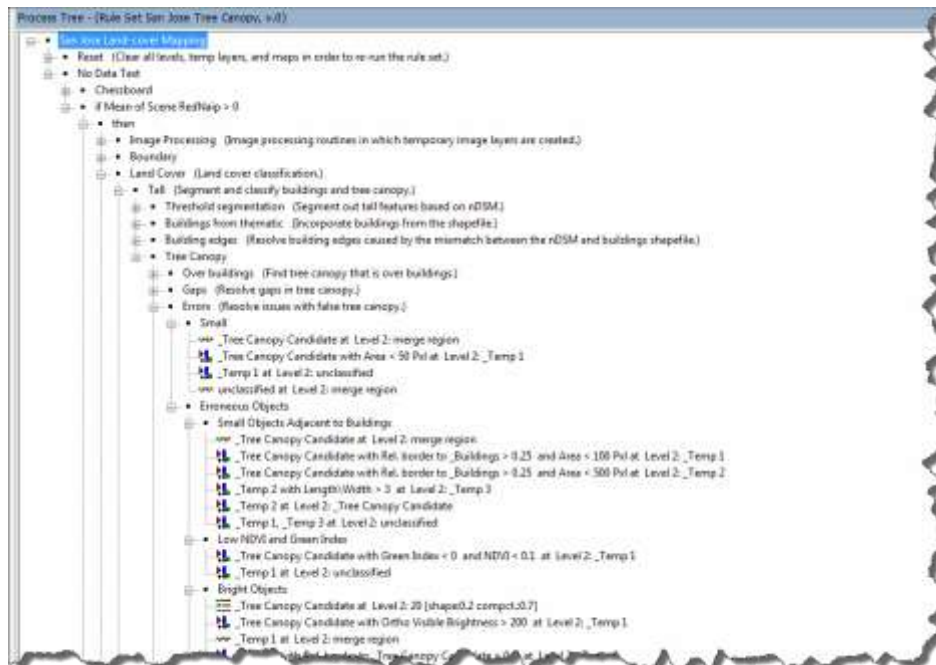 Process Tree - (Rule Set San Jose Tree Canopy, v.0)
San Jose Land-cover Mapping
Reset (Clear all levels, temp layers, and maps in order to re-run the rule set.)
No Data Test
Chessboard
if Mean of Scene RedNaip > 0
then
Image Processing (Image processing routines in which temporary image layers are created.)
Boundary
Land Cover (Land cover classification.)
Tall (Segment and classify buildings and tree canopy.)
Threshold segmentation (Segment out tall features based on nDSM.)
Buildings from thematic (Incorporate buildings from the shapefile.)
Building edges (Resolve building edges caused by the mismatch between the nDSM and buildings shapefile.)
Tree Canopy
Over buildings (Find tree canopy that is over buildings.)
Gaps (Resolve gaps in tree canopy.)
Errors (Resolve issues with false tree canopy.)
Small
_Tree Canopy Candidate at Level 2: merge region
_Tree Canopy Candidate with Area < 50 Pxl at Level 2: _Temp 1
_Temp 1 at Level 2: unclassified
unclassified at Level 2: merge region
Erroneous Objects
Small Objects Adjacent to Buildings
_Tree Canopy Candidate at Level 2: merge region
_Tree Canopy Candidate with Rel. border to _Buildings > 0.25 and Area < 100 Pxl at Level 2: _Temp 1
_Tree Canopy Candidate with Rel. border to _Buildings > 0.25 and Area < 500 Pxl at Level 2: _Temp 2
_Temp 2 with Length\Width > 3 at Level 2: _Temp 3
_Temp 2 at Level 2: _Tree Canopy Candidate
_Temp 1, _Temp 3 at Level 2: unclassified
Low NDVI and Green Index
_Tree Canopy Candidate with Green Index < 0 and NDVI < 0.1 at Level 2: _Temp 1
_Temp 1 at Level 2: unclassified
Bright Objects
_Tree Canopy Candidate at Level 2: 20 [shape:0.2 compct.:0.7]
_Tree Canopy Candidate with Ortho Visible Brightness > 200 at Level 2: _Temp 1
_Temp 1 at Level 2: merge region